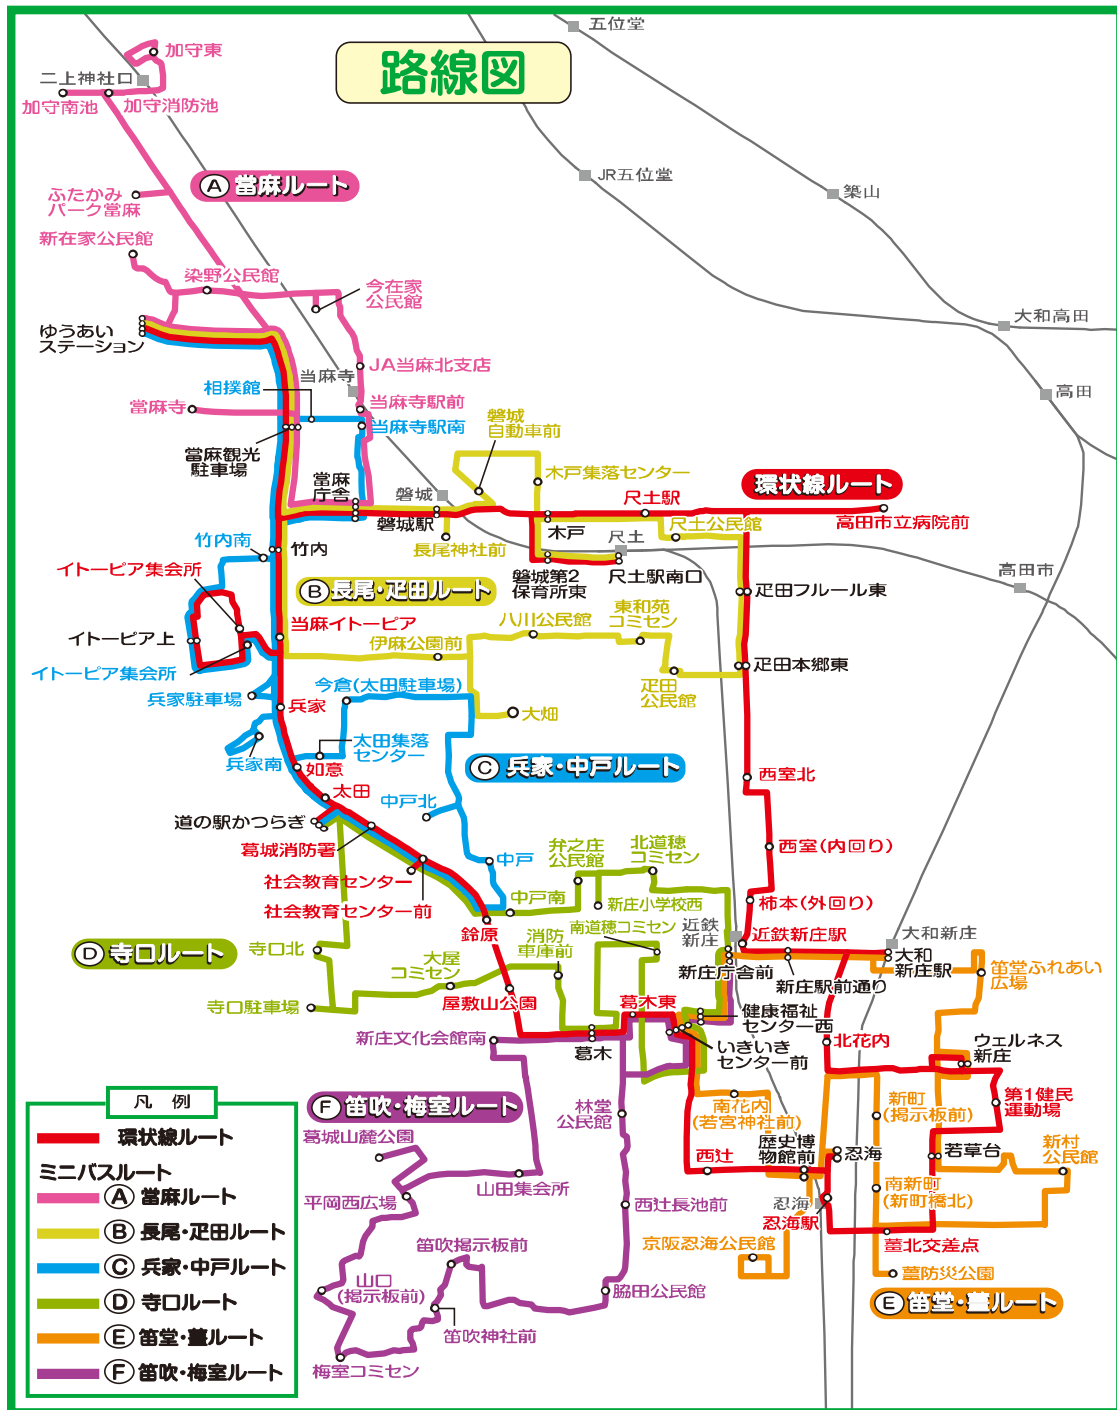 路線図
五位堂
加守東
二上神社口
加守南池
加守消防池
JR五位堂
築山
Ⓐ 當麻ルート
ふたかみ
パーク當麻
新在家公民館
染野公民館
今在家
公民館
大和高田
ゆうあい
ステーション
JA当麻北支店
当麻寺
相撲館
高田
當麻寺
当麻寺駅前
当麻寺駅南
磐城
自動車前
當麻観光
駐車場
木戸集落センター
環状線ルート
當麻
庁舎
磐城
尺土駅
磐城駅
木戸
尺土公民館
高田市立病院前
竹内南
竹内
長尾神社前
尺土
イトーピア集会所
磐城第2
保育所東
尺土駅南口
高田市
Ⓑ 長尾・疋田ルート
疋田フルール東
八川公民館
東和苑
コミセン
当麻イトーピア
イトーピア上
伊麻公園前
疋田本郷東
イトーピア集会所
疋田
公民館
兵家駐車場
今倉(太田駐車場)
兵家
大畑
太田集落
センター
兵家南
如意
Ⓒ 兵家・中戸ルート
西室北
太田
中戸北
道の駅かつらぎ
葛城消防署
弁之庄
公民館
北道穂
コミセン
西室(内回り)
中戸
社会教育センター
中戸南
新庄小学校西
柿本(外回り)
社会教育センター前
南道穂コミセン
近鉄
新庄
近鉄新庄駅
大和新庄
鈴原
消防
車庫前
Ⓓ 寺口ルート
寺口北
大屋
コミセン
新庄庁舎前
新庄駅前通り
大和
新庄駅
笛堂ふれあい
広場
寺口駐車場
屋敷山公園
葛木東
健康福祉
センター西
新庄文化会館南
葛木
いきいき
センター前
北花内
ウェルネス
新庄
凡 例
環状線ルート
ミニバスルート
Ⓐ 當麻ルート
Ⓑ 長尾・疋田ルート
Ⓒ 兵家・中戸ルート
Ⓓ 寺口ルート
Ⓔ 笛堂・薑ルート
Ⓕ 笛吹・梅室ルート
Ⓕ 笛吹・梅室ルート
林堂
公民館
南花内
(若宮神社前)
新町
(掲示板前)
第1健民
運動場
葛城山麓公園
西辻
歴史博
物館前
忍海
若草台
新村
公民館
山田集会所
平岡西広場
西辻長池前
忍海
忍海駅
南新町
(新町橋北)
笛吹掲示板前
京阪忍海公民館
薑北交差点
山口
(掲示板前)
脇田公民館
薑防災公園
笛吹神社前
Ⓔ 笛堂・薑ルート
梅室コミセン